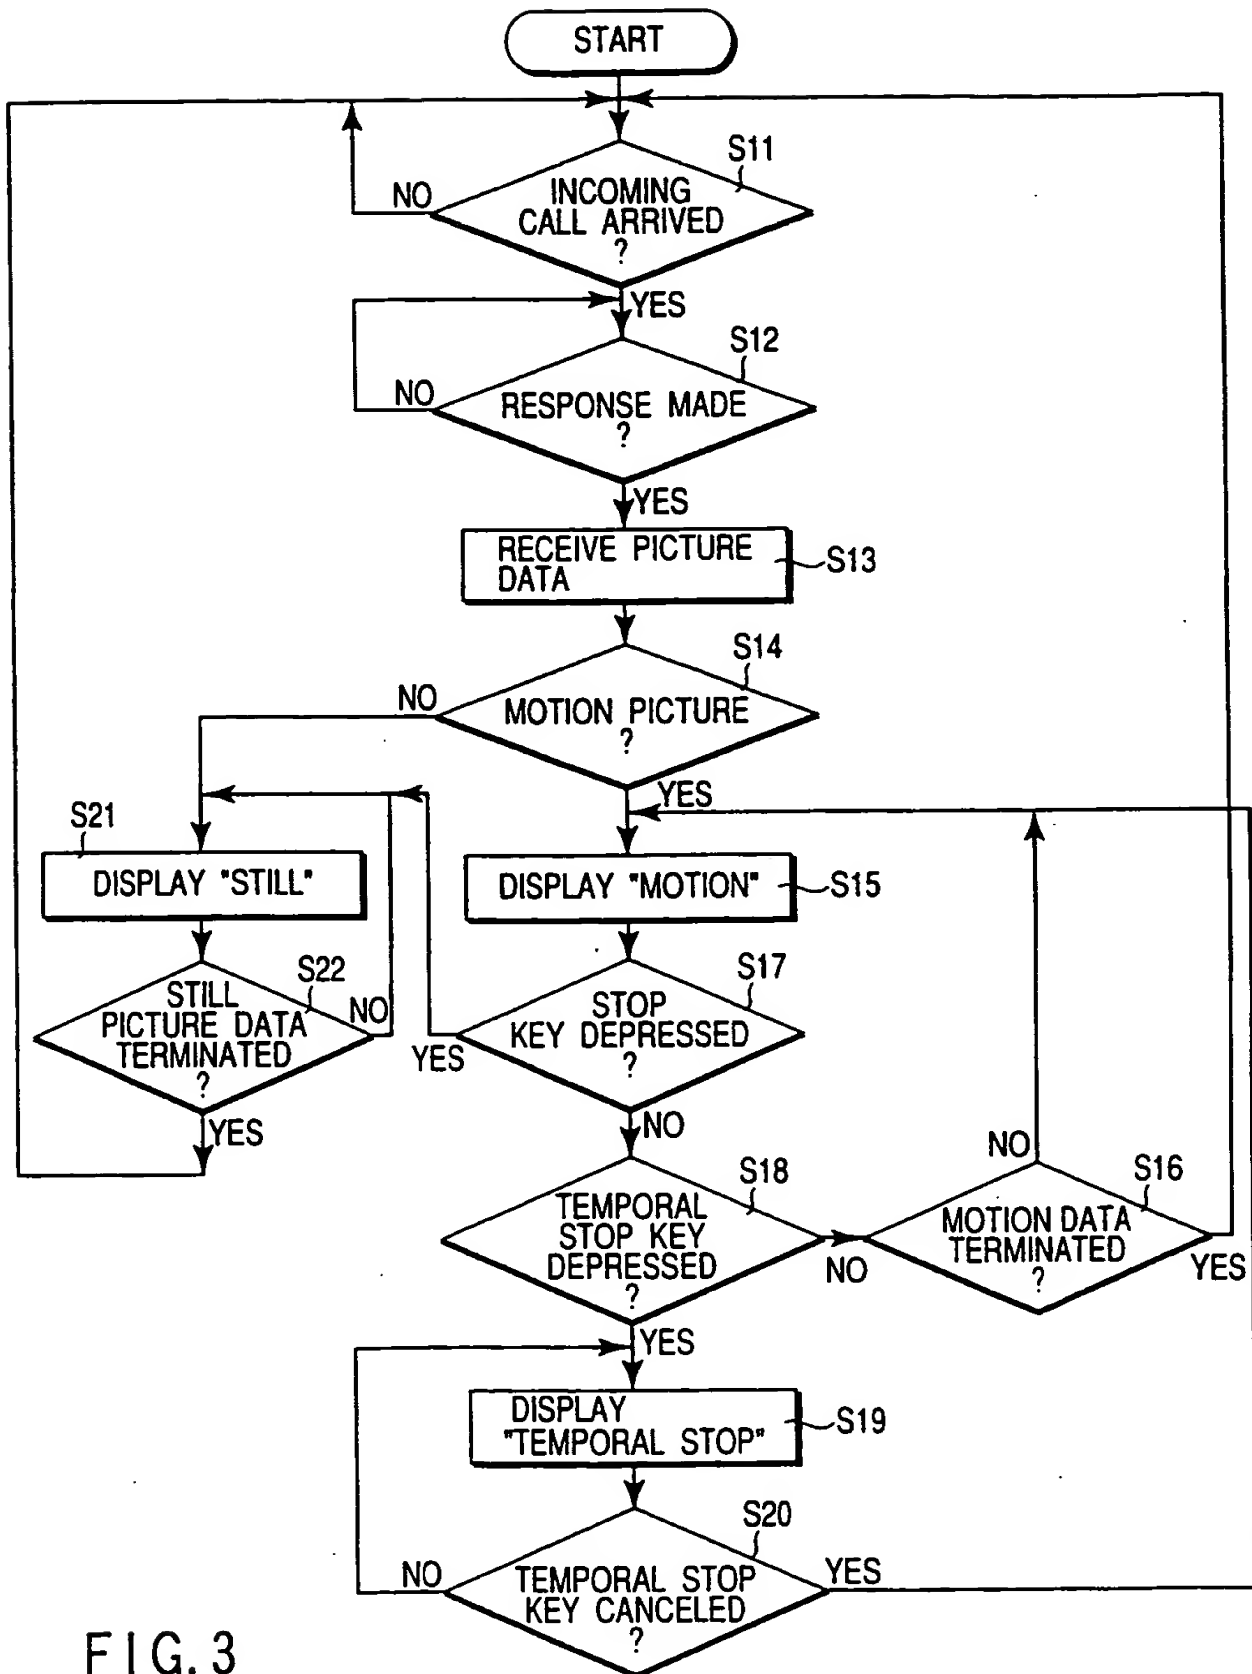 START
S11
INCOMING
CALL ARRIVED
?
NO
YES
S12
RESPONSE MADE
?
NO
YES
RECEIVE PICTURE
DATA
S13
S14
MOTION PICTURE
?
NO
YES
S21
DISPLAY "STILL"
DISPLAY "MOTION"
S15
S22
STILL
PICTURE DATA
TERMINATED
?
NO
YES
S17
STOP
KEY DEPRESSED
?
YES
NO
S18
TEMPORAL
STOP KEY
DEPRESSED
?
NO
YES
S16
MOTION DATA
TERMINATED
?
NO
YES
DISPLAY
"TEMPORAL STOP"
S19
S20
TEMPORAL STOP
KEY CANCELED
?
NO
YES
FIG. 3